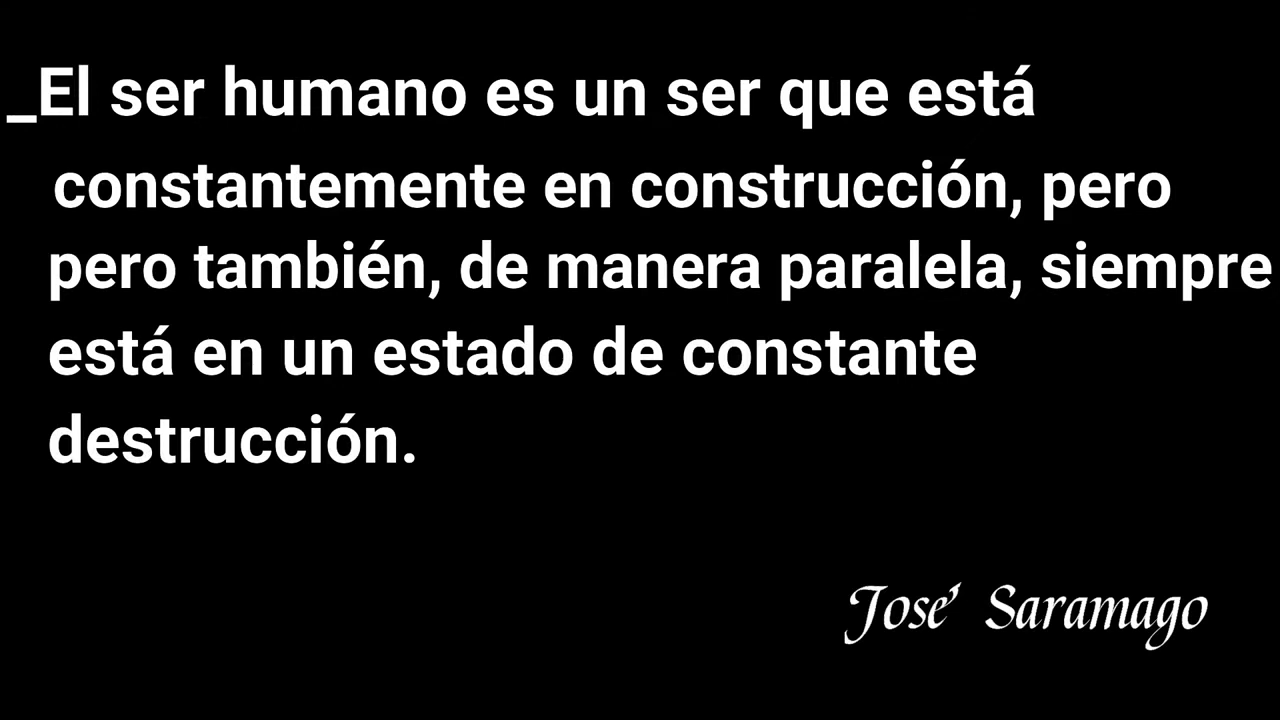 _El ser humano es un ser que está
constantemente en construcción, pero
pero también, de manera paralela, siempre
está en un estado de constante
destrucción.
José Saramago